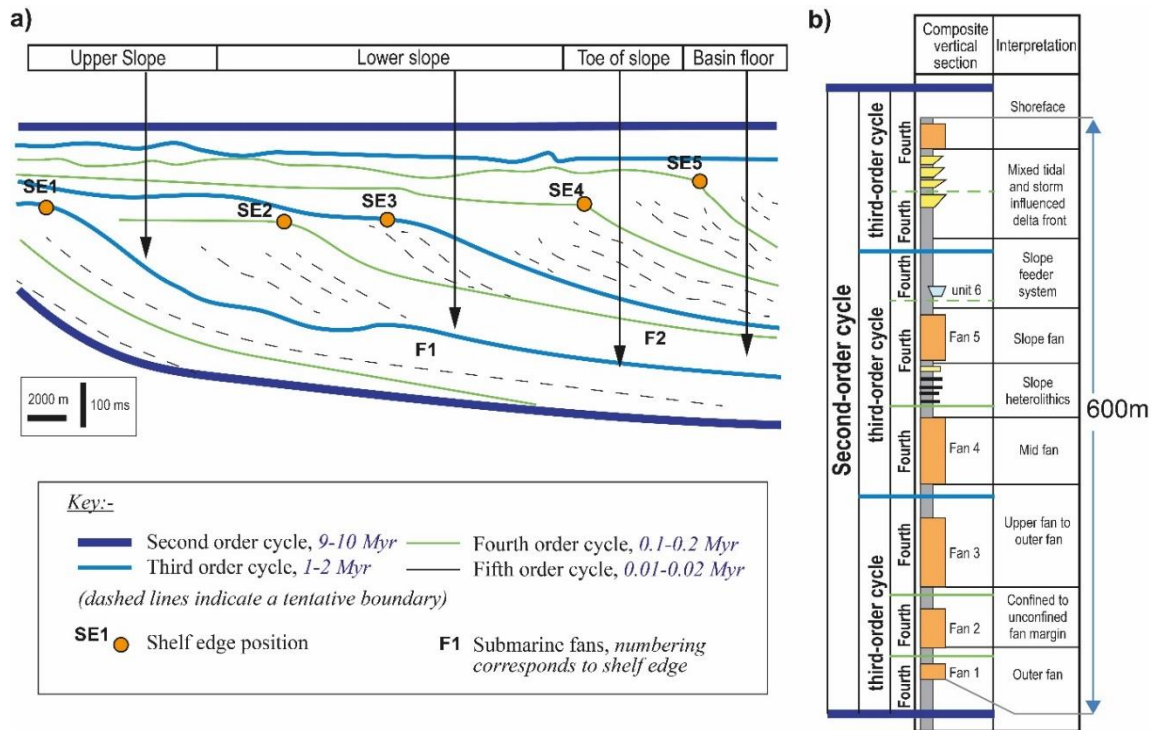 a)
Upper Slope
Lower slope
Toe of slope
Basin floor
SE1
SE2
SE3
SE4
SE5
F1
F2
2000 m
100 ms
Key:-
Second order cycle, 9-10 Myr
Fourth order cycle, 0.1-0.2 Myr
Third order cycle, 1-2 Myr
Fifth order cycle, 0.01-0.02 Myr
(dashed lines indicate a tentative boundary)
SE1
Shelf edge position
F1
Submarine fans, numbering
corresponds to shelf edge
b)
Composite
vertical
section
Interpretation
Second-order cycle
third-order cycle
third-order cycle
third-order cycle
Fourth
Fourth
Fourth
Fourth
Fourth
Fourth
Fourth
Fourth
Shoreface
Mixed tidal
and storm
influenced
delta front
Slope
feeder
system
unit 6
Fan 5
Slope fan
Slope
heterolithics
Fan 4
Mid fan
Upper fan to
outer fan
Fan 3
Confined to
unconfined
fan margin
Fan 2
Fan 1
Outer fan
600m